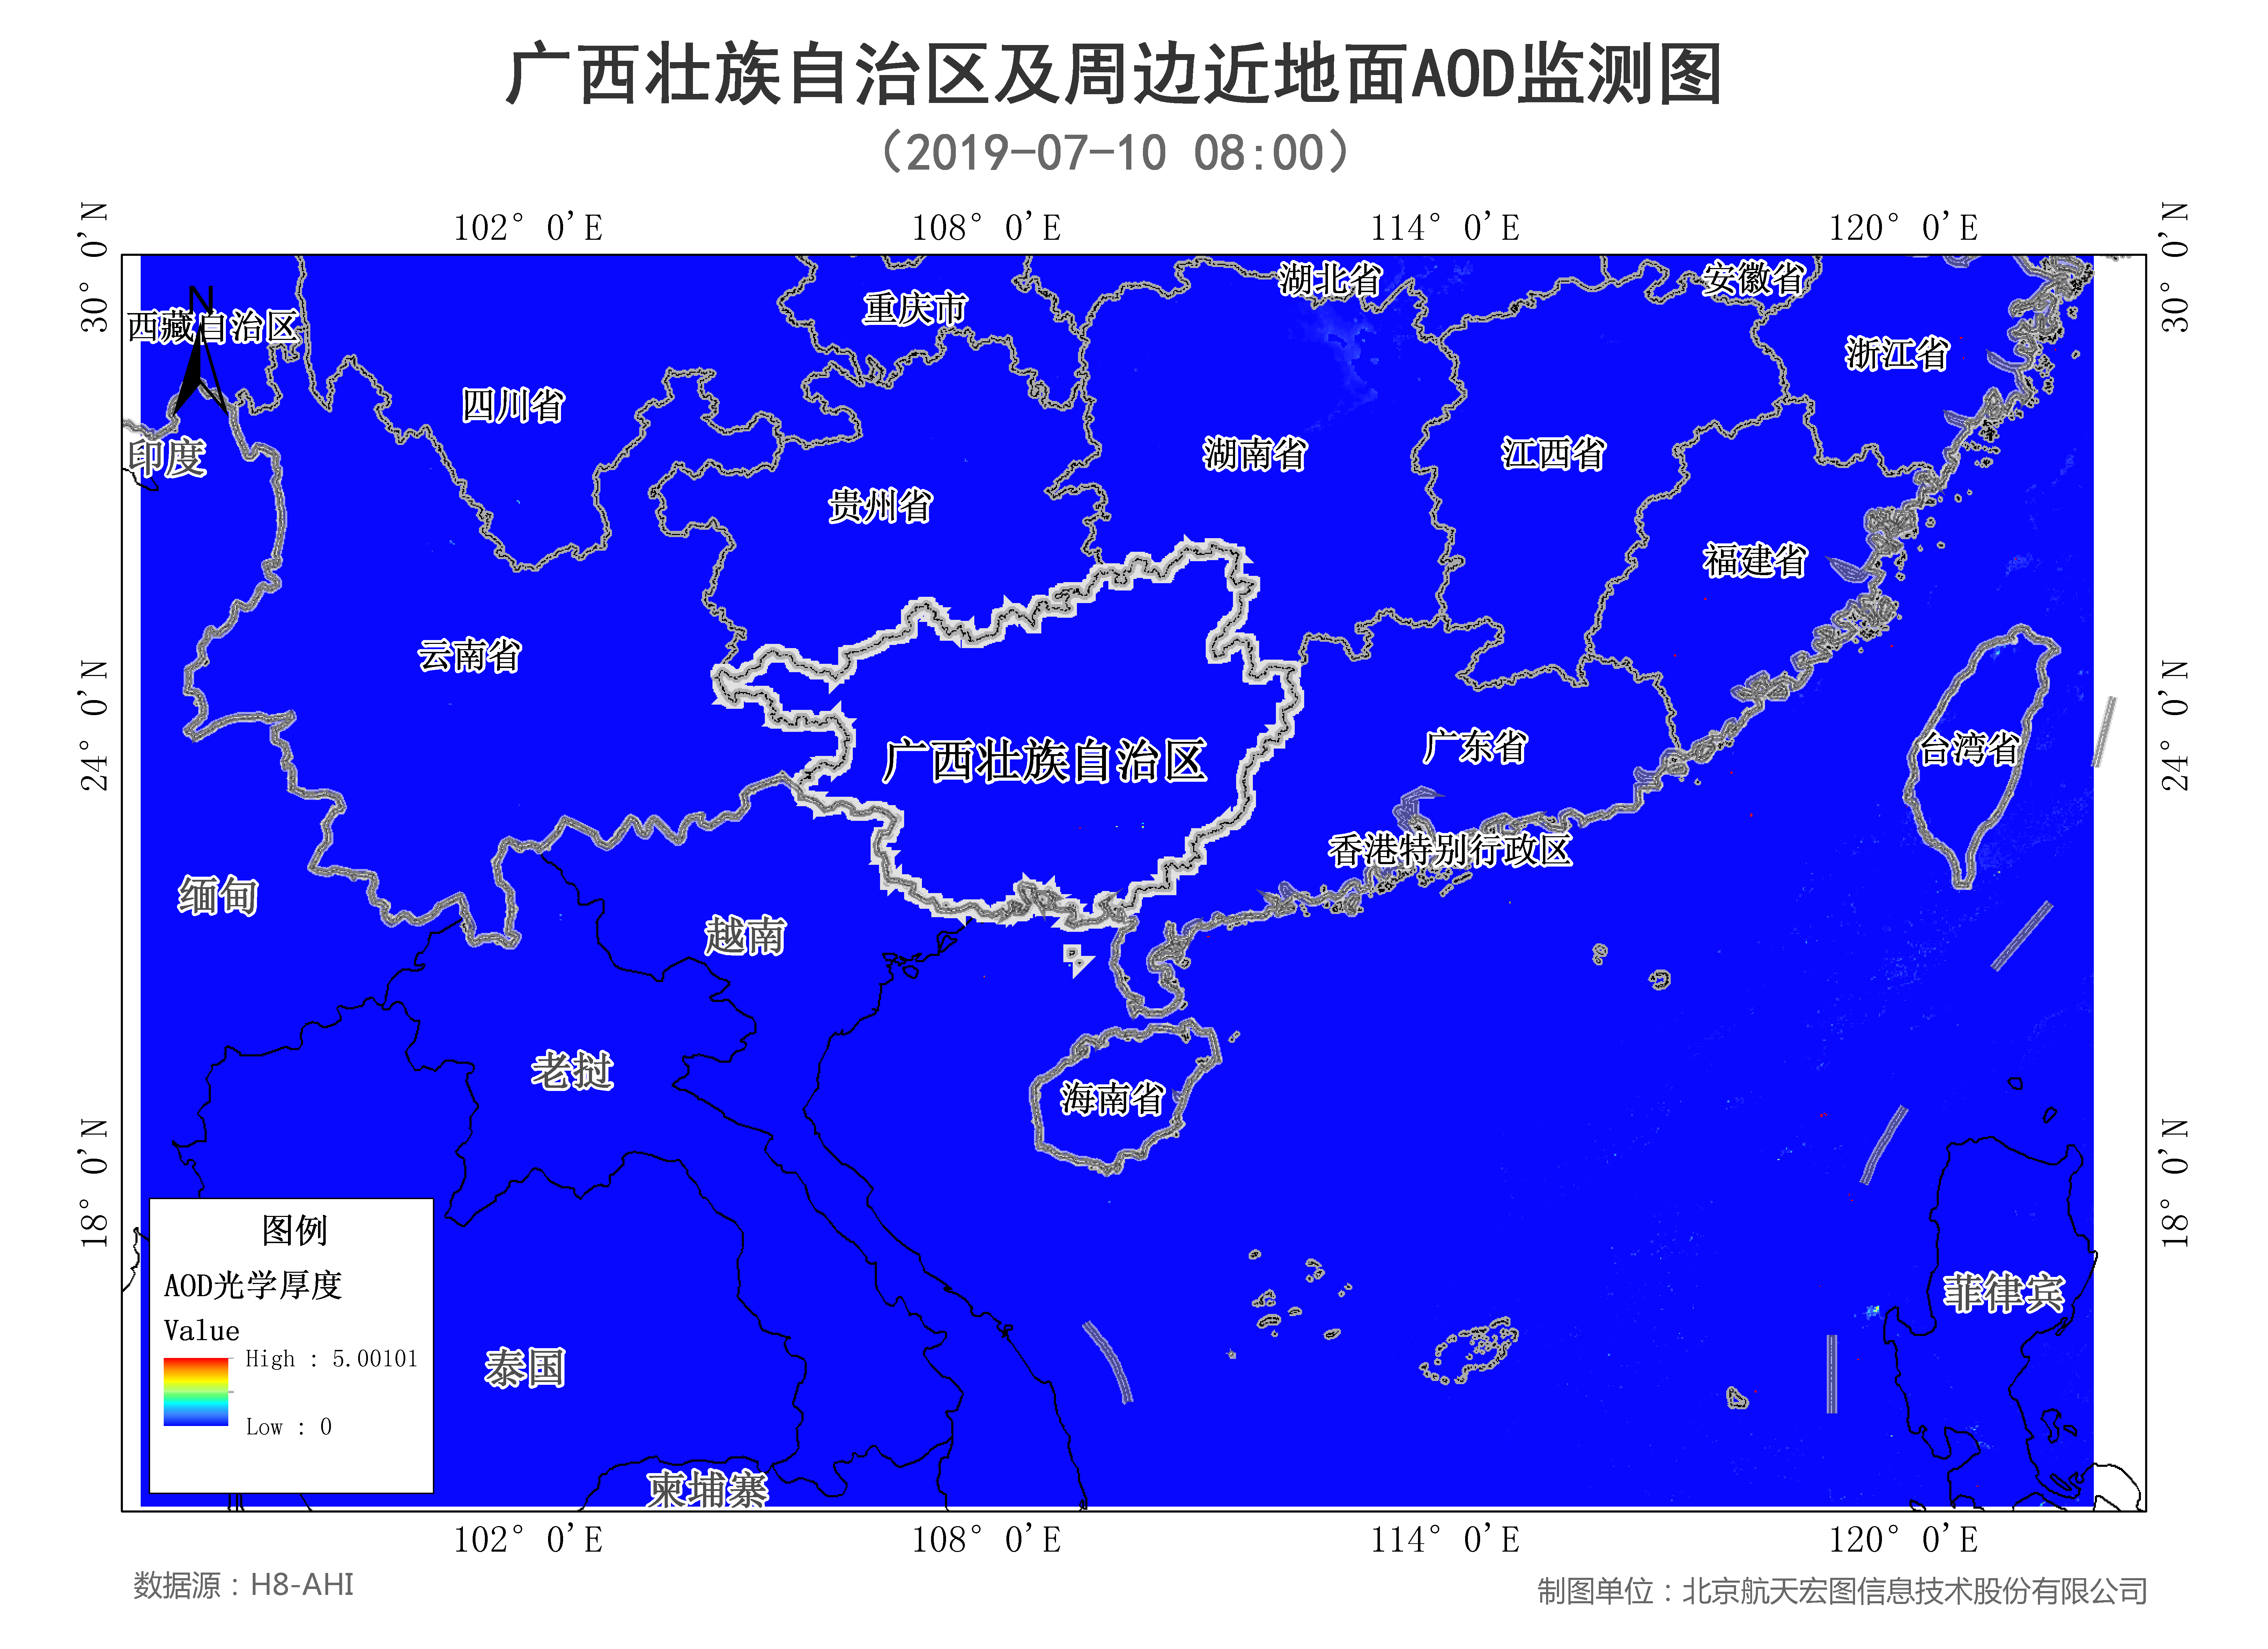 广西壮族自治区及周边近地面AOD监测图
（2019-07-10 08:00）
102° 0'E
108° 0'E
114° 0'E
120° 0'E
30° 0'N
30° 0'N
湖北省
安徽省
重庆市
N
西藏自治区
浙江省
四川省
印度
湖南省
江西省
贵州省
福建省
云南省
24° 0'N
24° 0'N
广西壮族自治区
广东省
台湾省
香港特别行政区
缅甸
越南
老挝
海南省
18° 0'N
18° 0'N
菲律宾
泰国
柬埔寨
图例
AOD光学厚度
Value
High : 5.00101
Low : 0
102° 0'E
108° 0'E
114° 0'E
120° 0'E
数据源：H8-AHI
制图单位：北京航天宏图信息技术股份有限公司